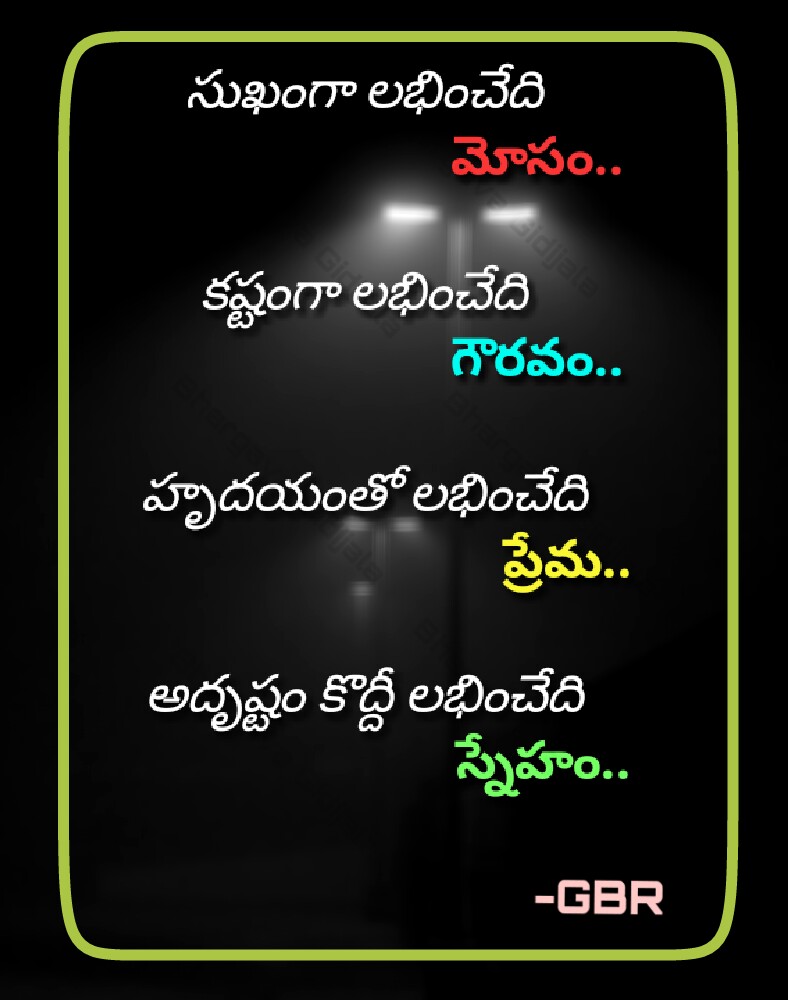 సుఖంగా లభించేది
మోసం..
కష్టంగా లభించేది
గౌరవం..
హృదయంతో లభించేది
ప్రేమ..
అదృష్టం కొద్దీ లభించేది
స్నేహం..
-GBR